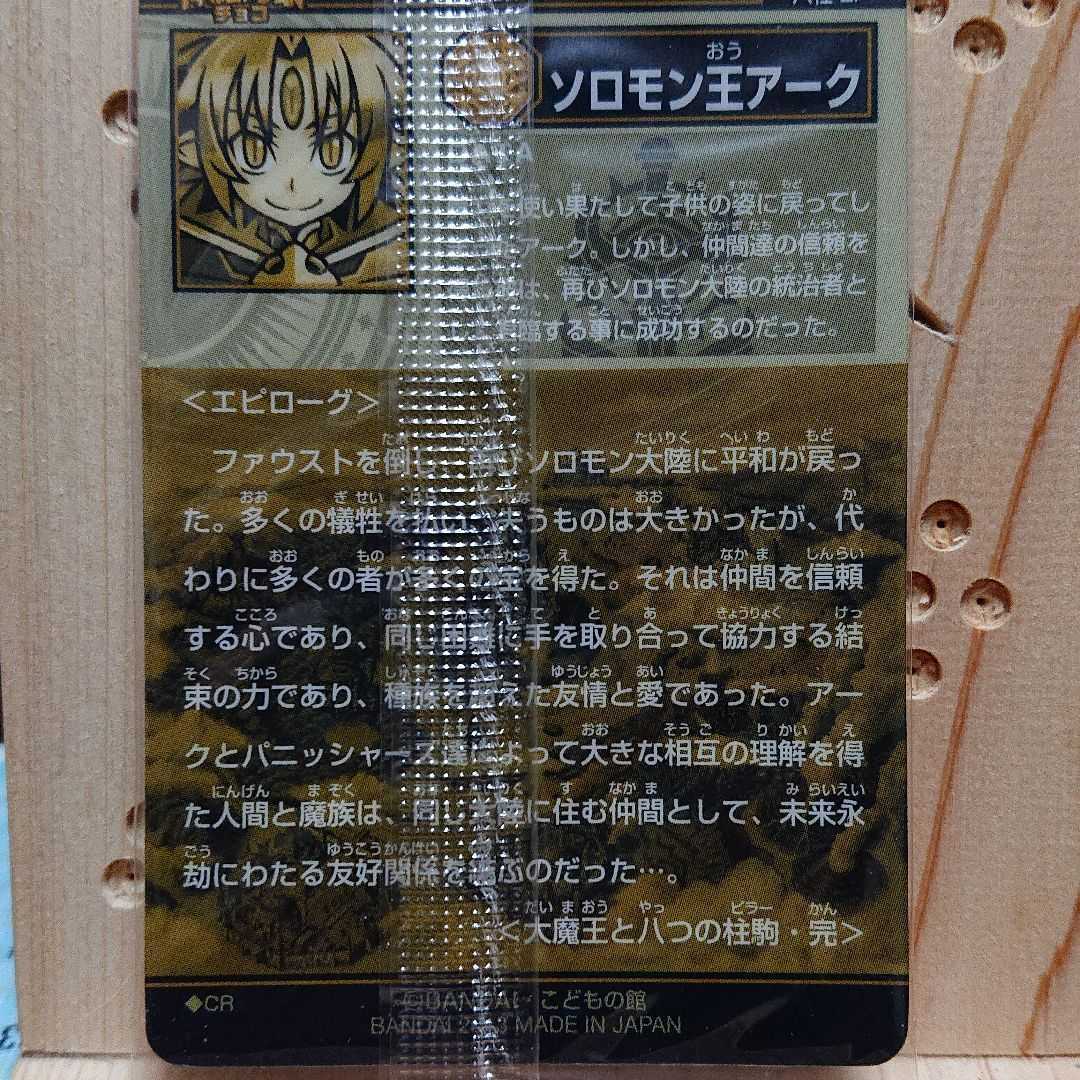 チョコ
ソロモン王アーク
使い果たして子供の姿に戻ってし
アーク。しかし、仲間達の信頼を
は、再びソロモン大陸の統治者と
臨する事に成功するのだった。
<エピローグ>
ファウストを倒し、再びソロモン大陸に平和が戻っ
た。多くの犠牲を払い、失うものは大きかったが、代
わりに多くの者が多くの宝を得た。それは仲間を信頼
する心であり、同じ困難に手を取り合って協力する結
束の力であり、種族を超えた友情と愛であった。アー
クとパニッシャーズ達によって大きな相互の理解を得
た人間と魔族は、同じ大陸に住む仲間として、未来永
劫にわたる友好関係を結ぶのだった…。
<大魔王と八つの柱駒・完>
◆CR
©BANDAI・こどもの館
BANDAI MADE IN JAPAN